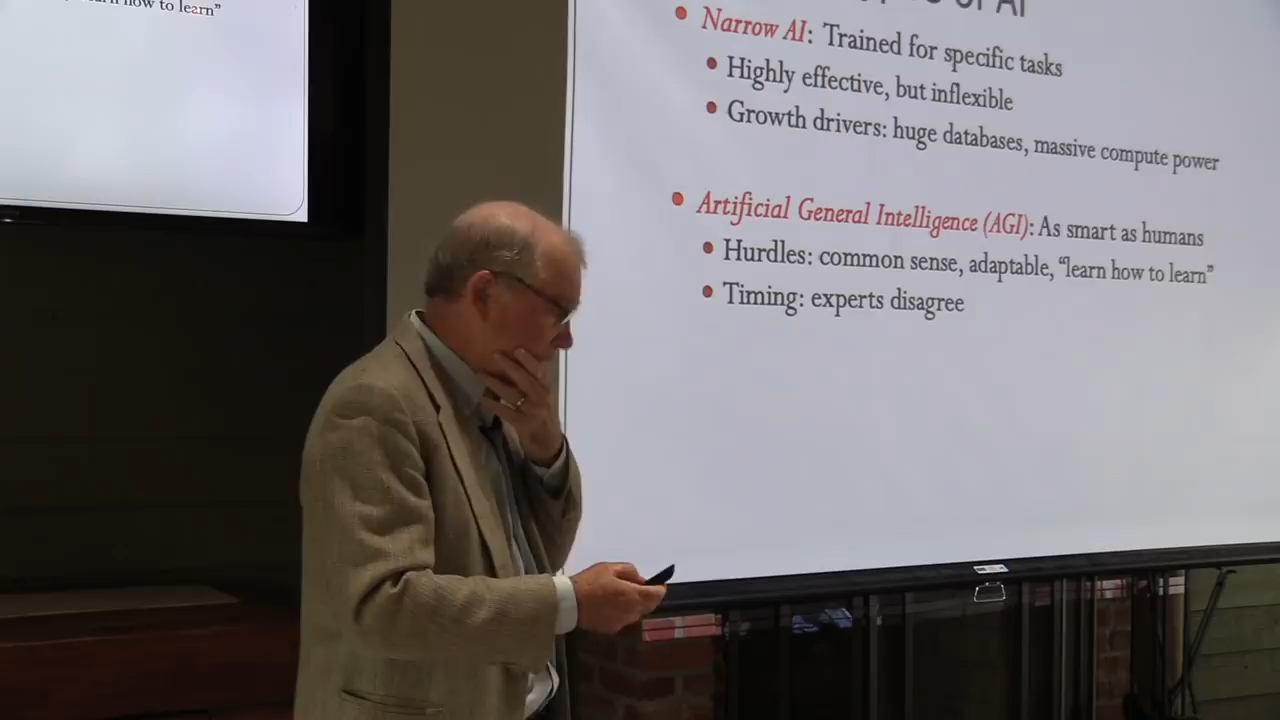 how to learn”
of AI
Narrow AI: Trained for specific tasks
Highly effective, but inflexible
Growth drivers: huge databases, massive compute power
Artificial General Intelligence (AGI): As smart as humans
Hurdles: common sense, adaptable, “learn how to learn”
Timing: experts disagree